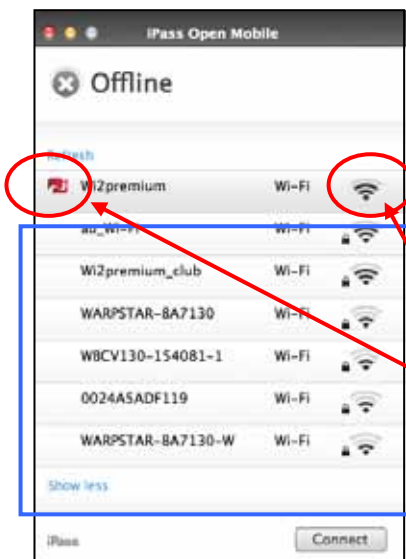 iPass Open Mobile
Offline
Refresh
Wi2premium Wi-Fi
au_Wi-Fi Wi-Fi
Wi2premium_club Wi-Fi
WARPSTAR-8A7130 Wi-Fi
W8CV130-154081-1 Wi-Fi
0024A5ADF119 Wi-Fi
WARPSTAR-8A7130-W Wi-Fi
Show less
iPass Connect